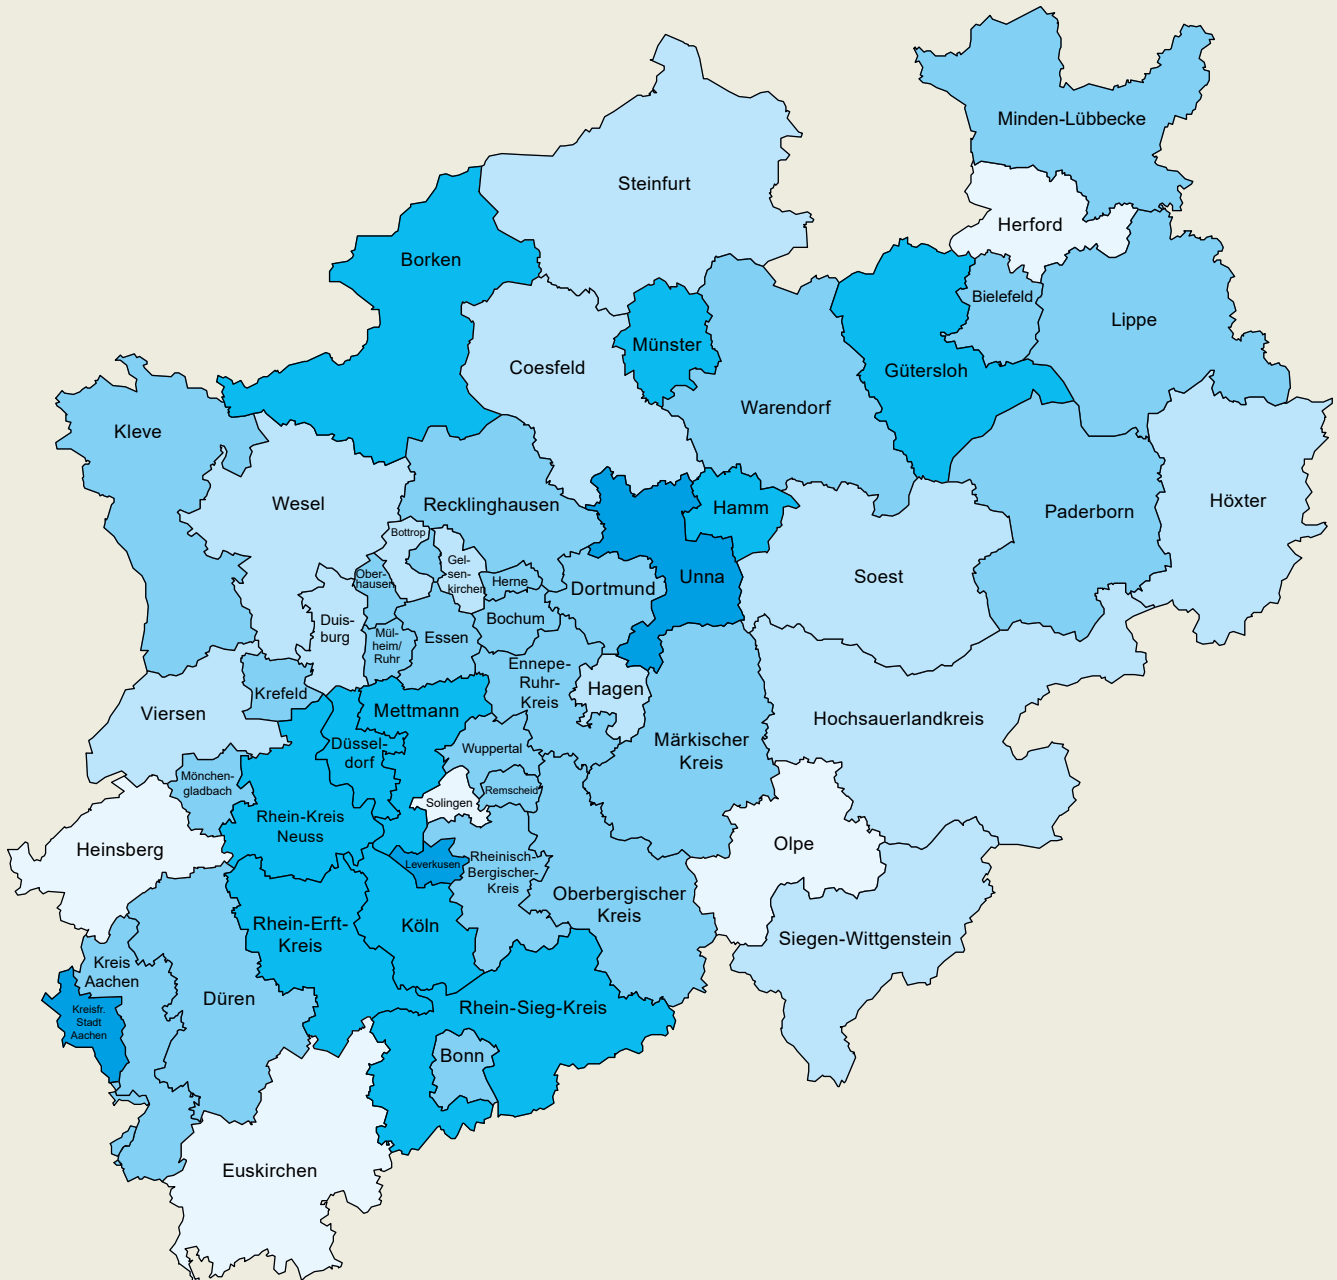 Minden-Lübbecke
Steinfurt
Herford
Borken
Bielefeld
Lippe
Münster
Coesfeld
Gütersloh
Warendorf
Kleve
Wesel
Recklinghausen
Hamm
Höxter
Paderborn
Bottrop
Gel-
sen-
kirchen
Ober-
hausen
Herne
Unna
Soest
Dortmund
Duis-
burg
Bochum
Mül-
heim/
Ruhr
Essen
Ennepe-
Ruhr-
Kreis
Hagen
Krefeld
Viersen
Mettmann
Hochsauerlandkreis
Düssel-
dorf
Wuppertal
Märkischer
Kreis
Mönchen-
gladbach
Remscheid
Solingen
Rhein-Kreis
Neuss
Heinsberg
Olpe
Leverkusen
Rheinisch-
Bergischer-
Kreis
Oberbergischer
Kreis
Rhein-Erft-
Kreis
Köln
Siegen-Wittgenstein
Kreis
Aachen
Düren
Rhein-Sieg-Kreis
Kreisfr.
Stadt
Aachen
Bonn
Euskirchen